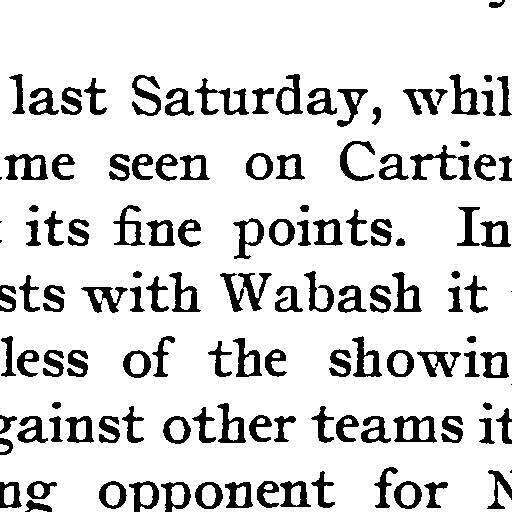 last Saturday, whil
me seen on Cartier
its fine points. In
sts with Wabash it
less of the showin
gainst other teams it
ng opponent for N